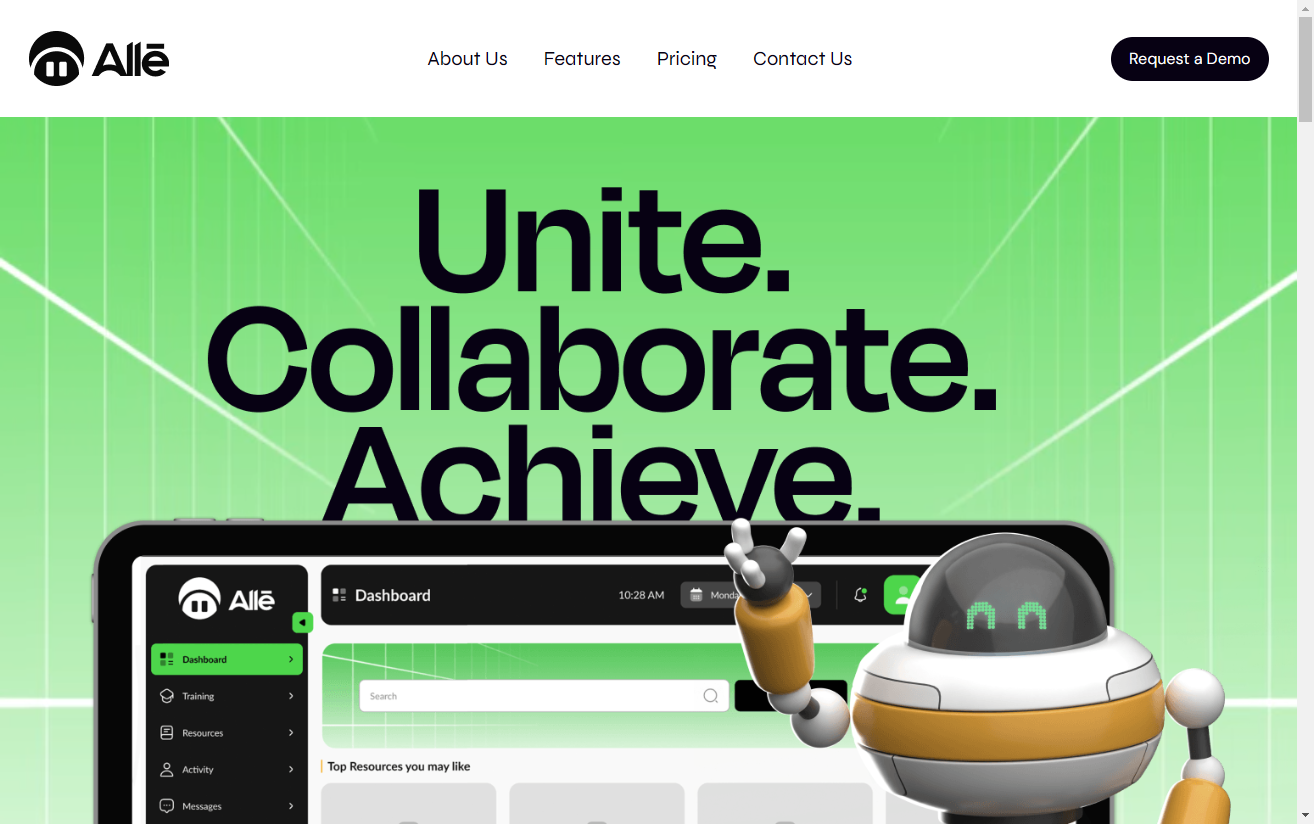 Allē
About Us Features Pricing Contact Us
Request a Demo
Unite.
Collaborate.
Achieve.
Allē
Dashboard
10:28 AM
Monda
Dashboard
Training
Resources
Activity
Messages
Search
Top Resources you may like